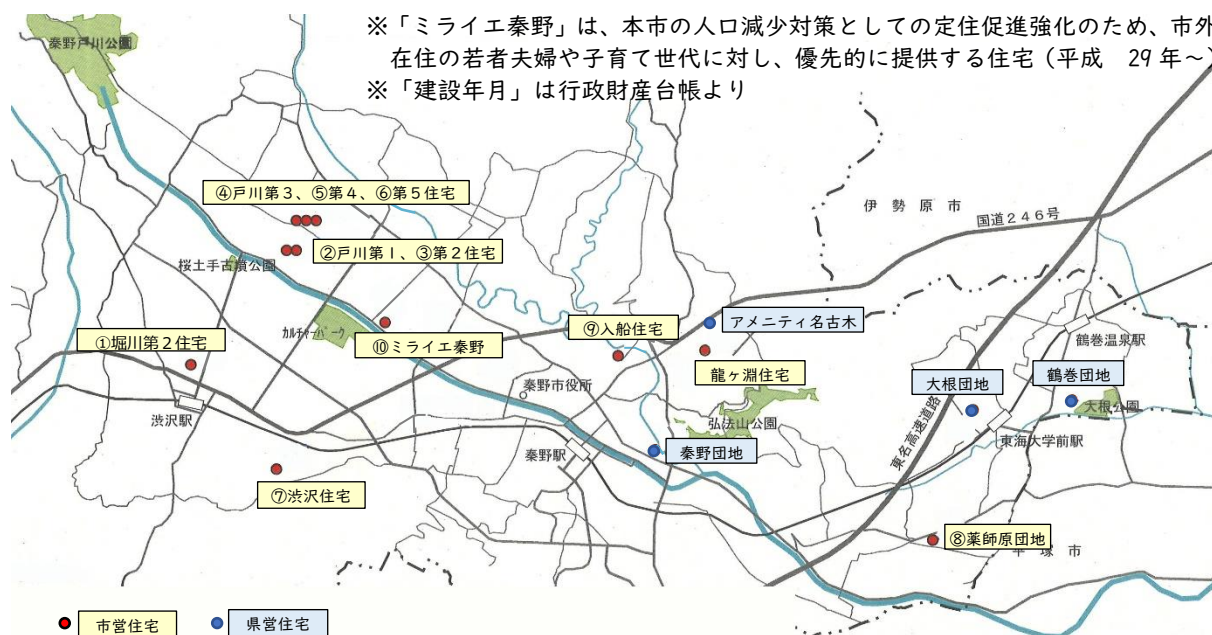 ※「ミライエ秦野」は、本市の人口減少対策としての定住促進強化のため、市外
在住の若者夫婦や子育て世代に対し、優先的に提供する住宅（平成　29年～）
※「建設年月」は行政財産台帳より
秦野戸川公園
④戸川第３、⑤第４、⑥第５住宅
②戸川第１、③第２住宅
桜土手古墳公園
伊勢原市
国道２４６号
カルチャーパーク
①堀川第２住宅
⑩ミライエ秦野
⑨入船住宅
アメニティ名古木
龍ヶ淵住宅
鶴巻温泉駅
大根団地
鶴巻団地
大根公園
秦野市役所
渋沢駅
弘法山公園
東名高速道路
東海大学前駅
秦野駅
秦野団地
⑦渋沢住宅
⑧薬師原団地
平塚市
市営住宅
県営住宅